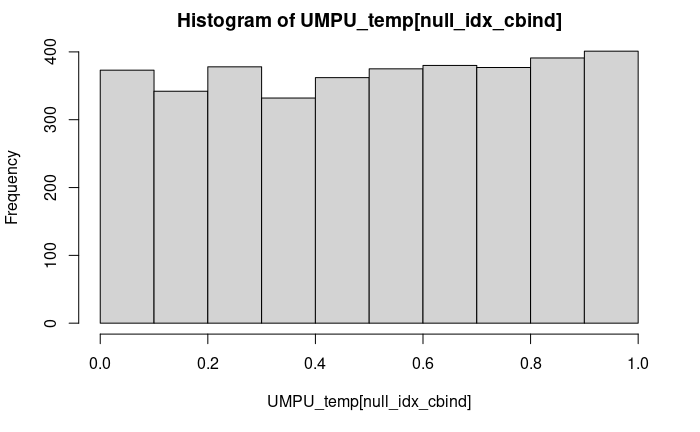 Histogram of UMPU_temp[null_idx_cbind]
Frequency
400
300
200
100
0
0.0 0.2 0.4 0.6 0.8 1.0
UMPU_temp[null_idx_cbind]